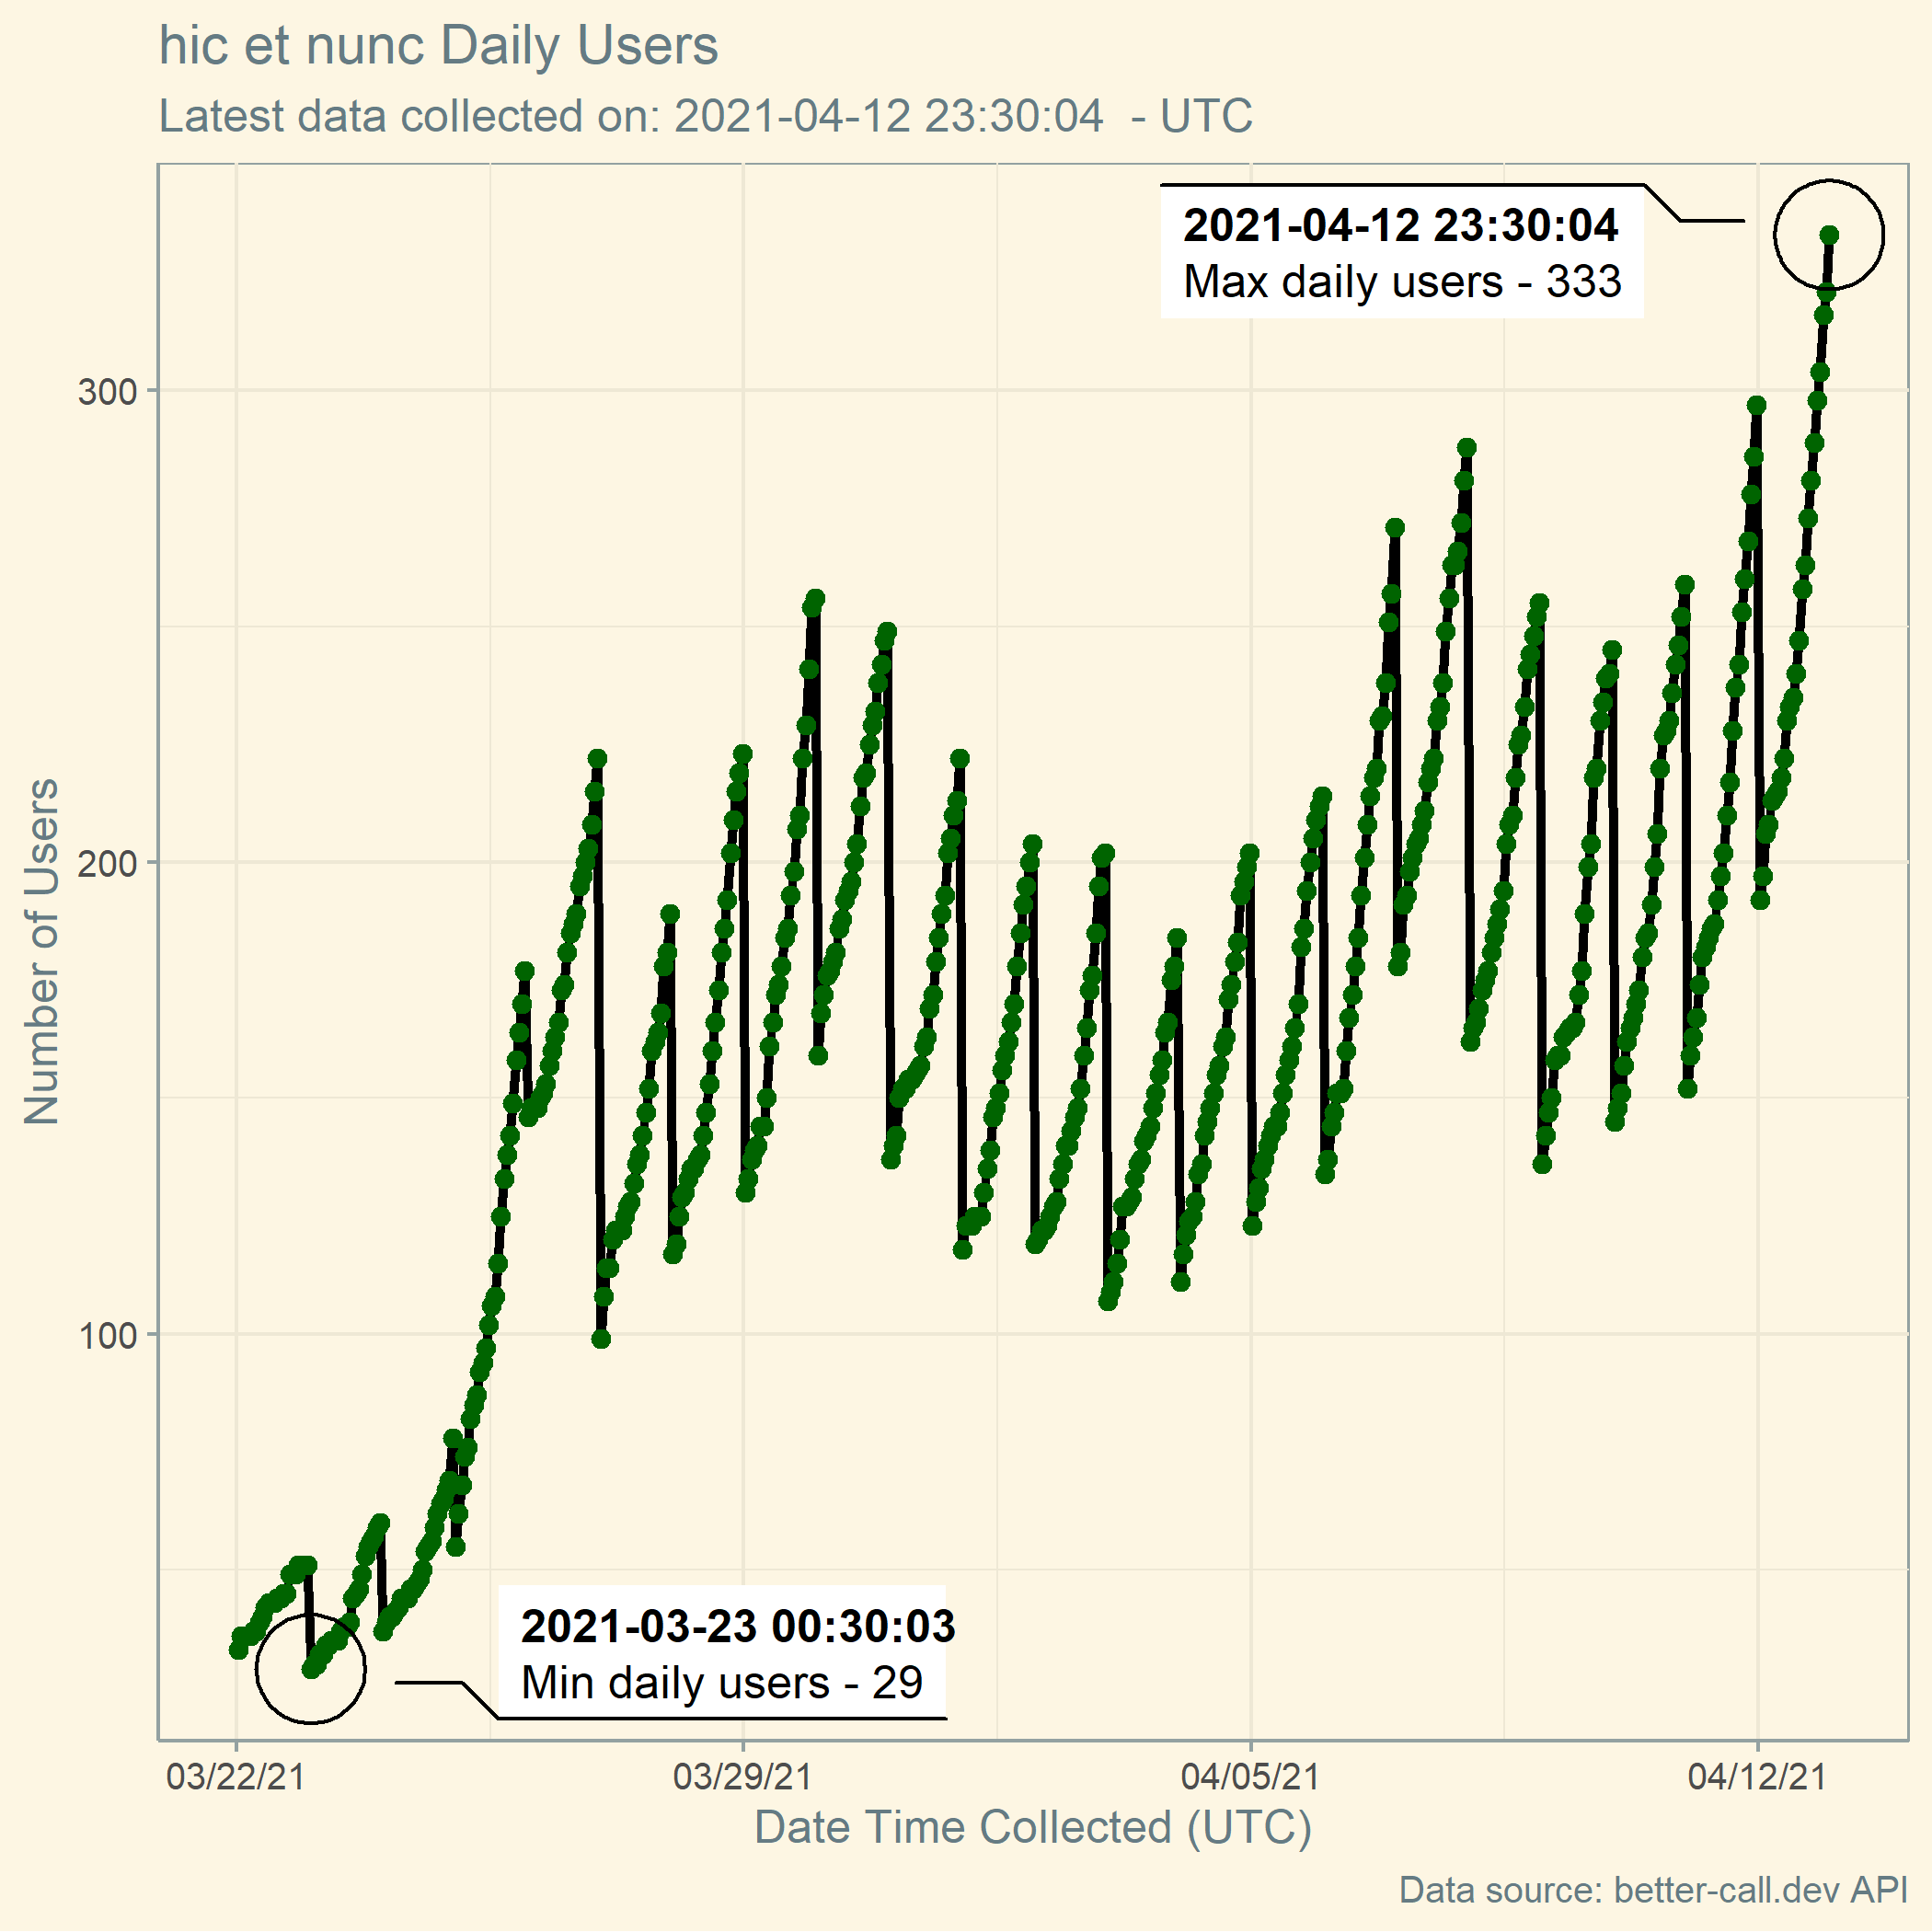 hic et nunc Daily Users
Latest data collected on: 2021-04-12 23:30:04  - UTC
2021-04-12 23:30:04
Max daily users - 333
300
200
100
Number of Users
2021-03-23 00:30:03
Min daily users - 29
03/22/21
03/29/21
04/05/21
04/12/21
Date Time Collected (UTC)
Data source: better-call.dev API